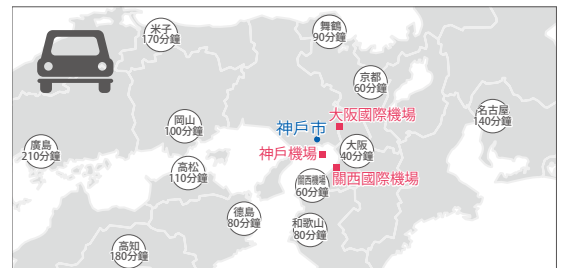 米子
170分鐘
舞鶴
90分鐘
京都
60分鐘
大阪國際機場
名古屋
140分鐘
岡山
100分鐘
神戶市
廣島
210分鐘
神戶機場
大阪
40分鐘
高松
110分鐘
關西國際機場
關西機場
60分鐘
德島
80分鐘
和歌山
80分鐘
高知
180分鐘